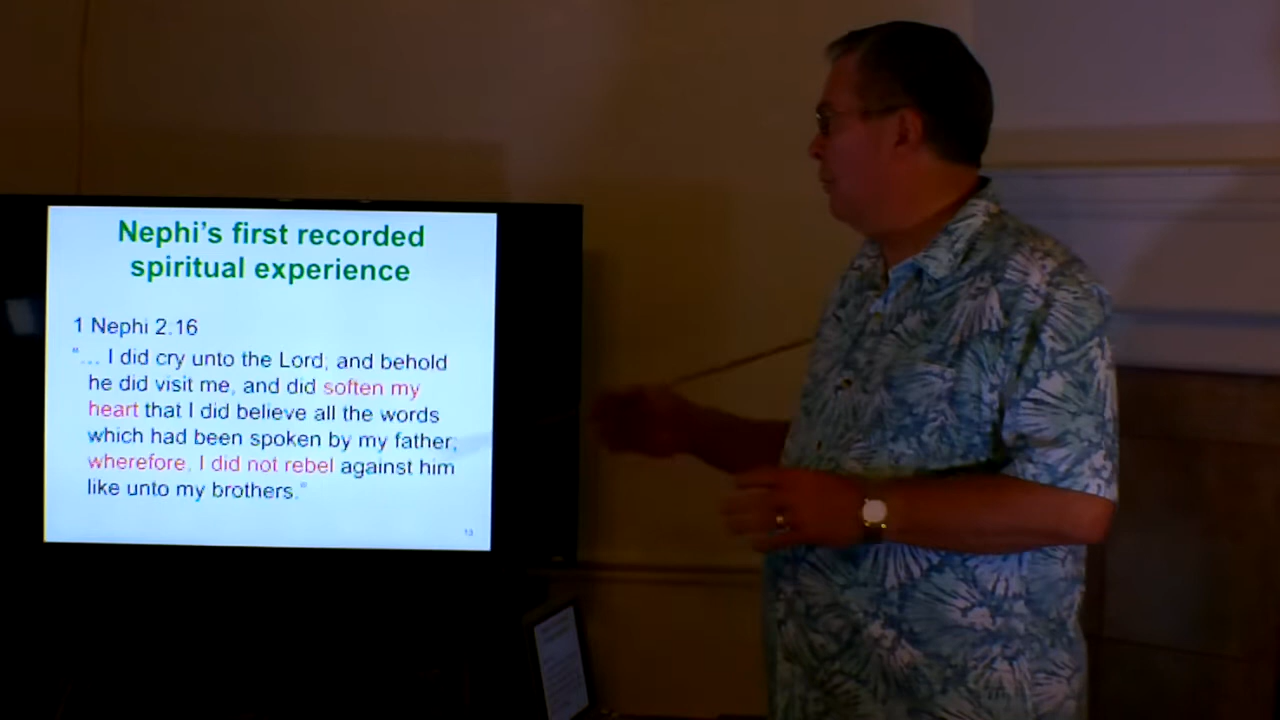 Nephi's first recorded
spiritual experience
1 Nephi 2.16
"... I did cry unto the Lord; and behold
he did visit me, and did soften my
heart that I did believe all the words
which had been spoken by my father;
wherefore, I did not rebel against him
like unto my brothers."
13